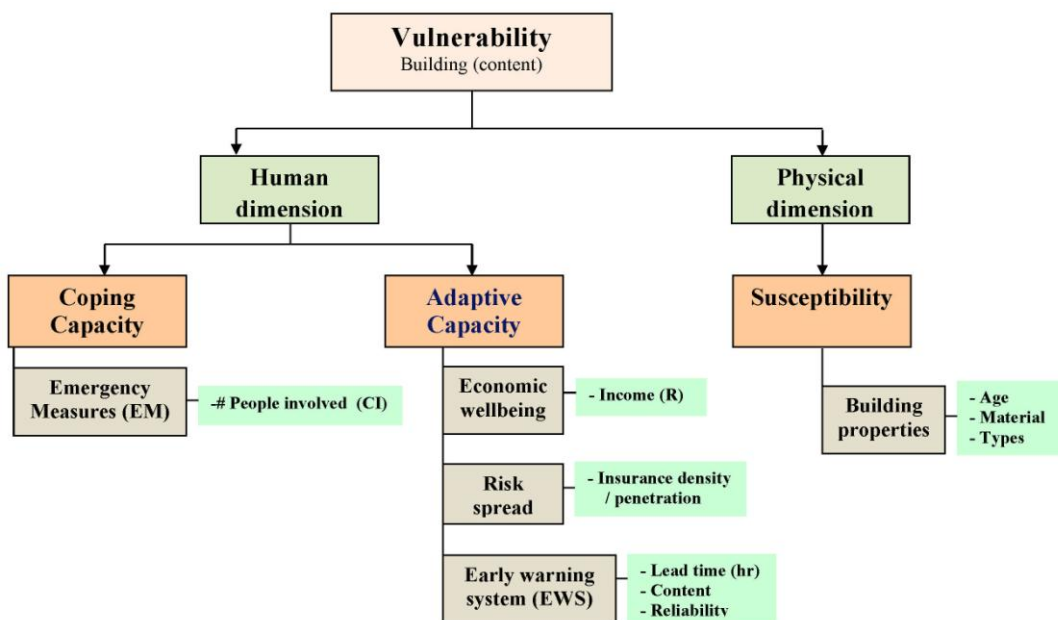 Vulnerability
Building (content)
Human
dimension
Physical
dimension
Coping
Capacity
Adaptive
Capacity
Susceptibility
Emergency
Measures (EM)
-# People involved (CI)
Economic
wellbeing
- Income (R)
Building
properties
- Age
- Material
- Types
Risk
spread
- Insurance density
/ penetration
Early warning
system (EWS)
- Lead time (hr)
- Content
- Reliability